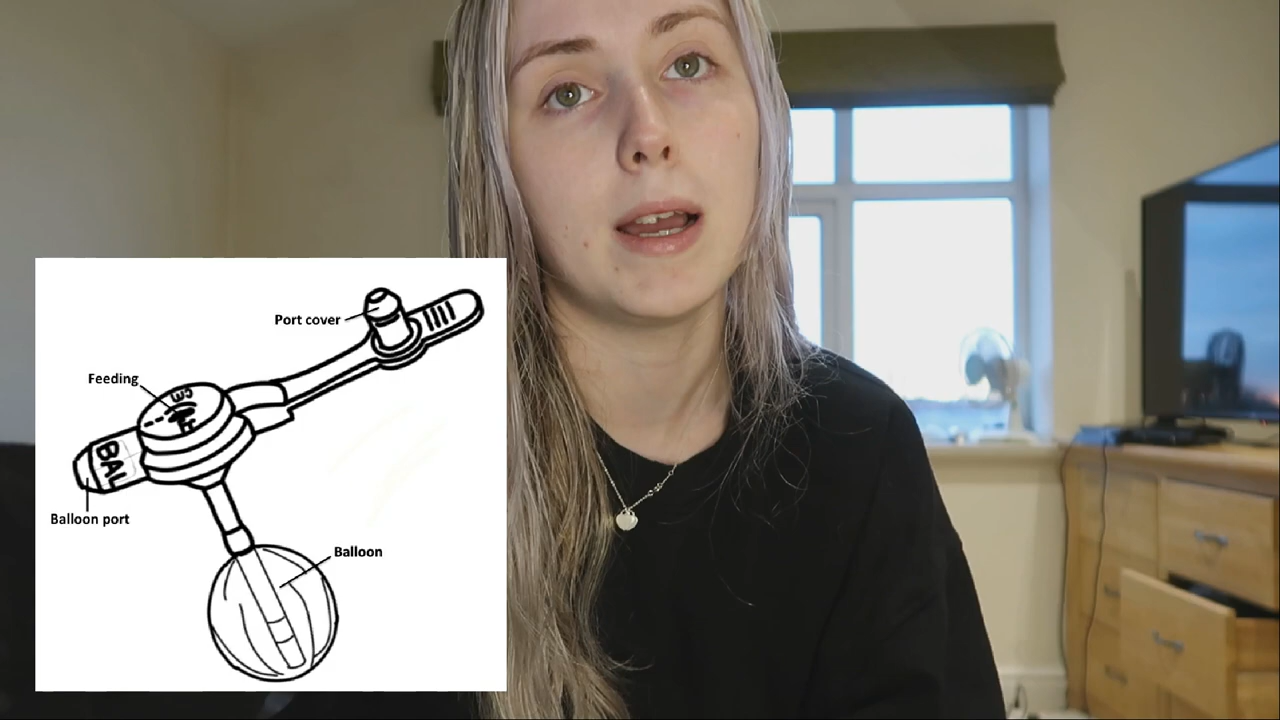 Port cover
Feeding
BAL
Balloon port
Balloon